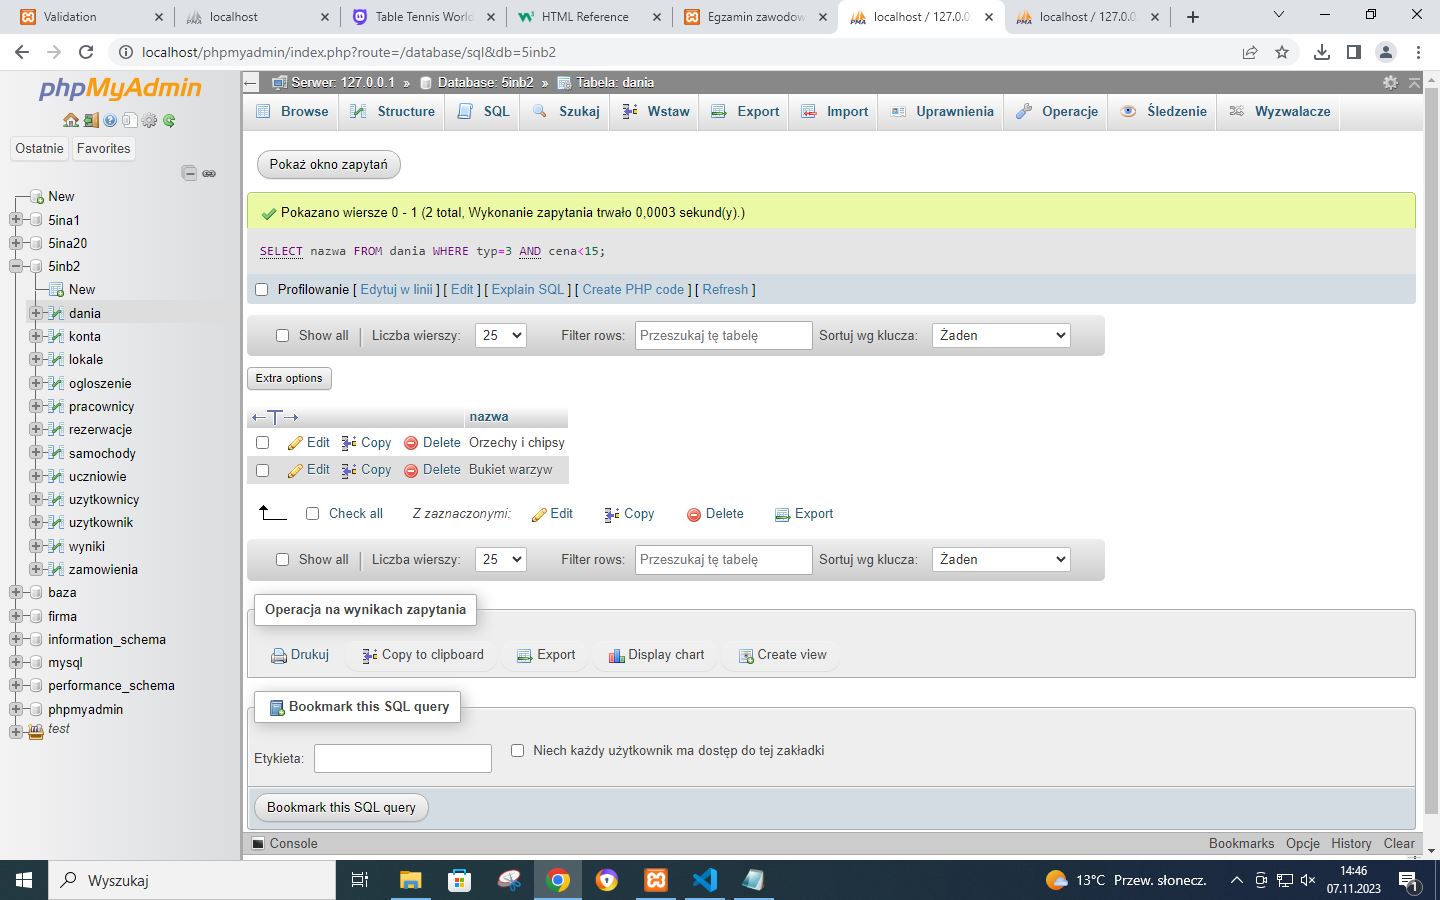 Validation
localhost
Table Tennis World
HTML Reference
Egzamin zawodow
localhost / 127.0.0
localhost / 127.0.0
localhost/phpmyadmin/index.php?route=/database/sql&db=5inb2
phpMyAdmin
Ostatnie
Favorites
New
5ina1
5ina20
5inb2
New
dania
konta
lokale
ogloszenie
pracownicy
rezerwacje
samochody
uczniowie
uzytkownicy
uzytkownik
wyniki
zamowienia
baza
firma
information_schema
mysql
performance_schema
phpmyadmin
test
Serwer: 127.0.0.1 » Database: 5inb2 » Tabela: dania
Browse
Structure
SQL
Szukaj
Wstaw
Export
Import
Uprawnienia
Operacje
Śledzenie
Wyzwalacze
Pokaż okno zapytań
Pokazano wiersze 0 - 1 (2 total, Wykonanie zapytania trwało 0,0003 sekund(y).)
SELECT nazwa FROM dania WHERE typ=3 AND cena<15;
Profilowanie [ Edytuj w linii ] [ Edit ] [ Explain SQL ] [ Create PHP code ] [ Refresh ]
Show all | Liczba wierszy: 25 Filter rows: Przeszukaj tę tabelę Sortuj wg klucza: Żaden
Extra options
nazwa
Edit Copy Delete Orzechy i chipsy
Edit Copy Delete Bukiet warzyw
Check all Z zaznaczonymi: Edit Copy Delete Export
Show all | Liczba wierszy: 25 Filter rows: Przeszukaj tę tabelę Sortuj wg klucza: Żaden
Operacja na wynikach zapytania
Drukuj Copy to clipboard Export Display chart Create view
Bookmark this SQL query
Etykieta: Niech każdy użytkownik ma dostęp do tej zakładki
Bookmark this SQL query
Console
Bookmarks Opcje History Clear
Wyszukaj
13°C Przew. słonecz.
14:46
07.11.2023
1